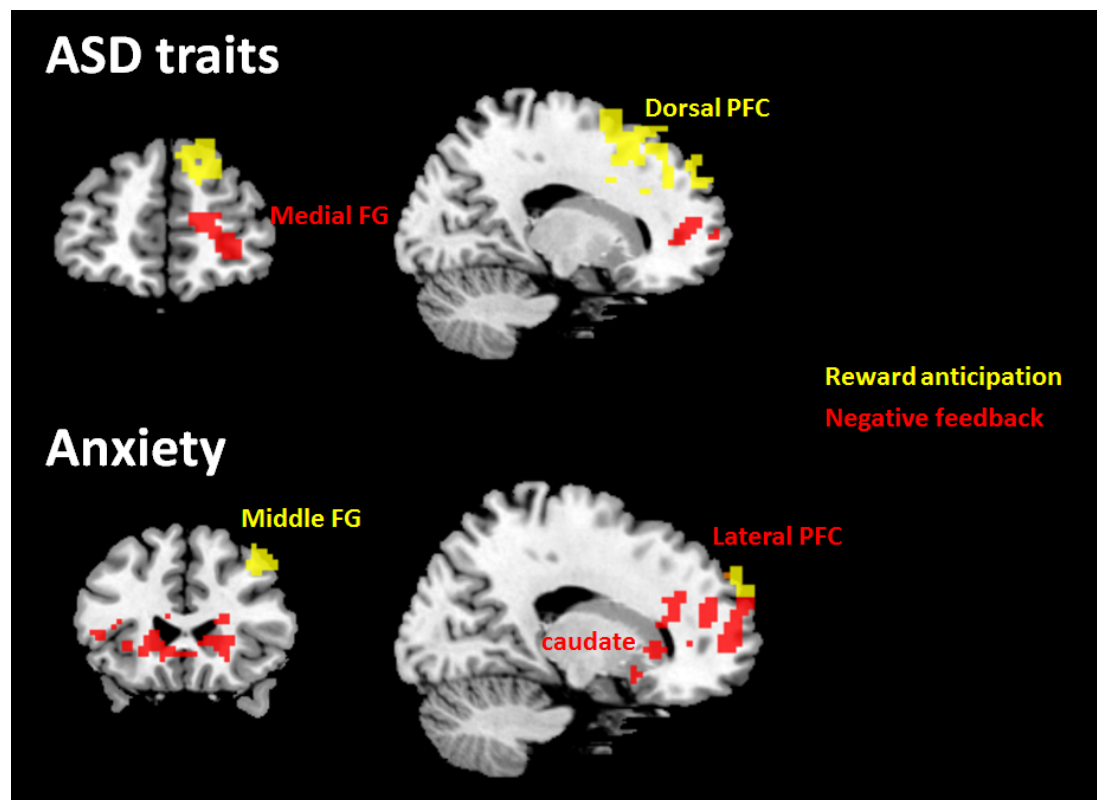 ASD traits
Dorsal PFC
Medial FG
Reward anticipation
Negative feedback
Anxiety
Middle FG
Lateral PFC
caudate